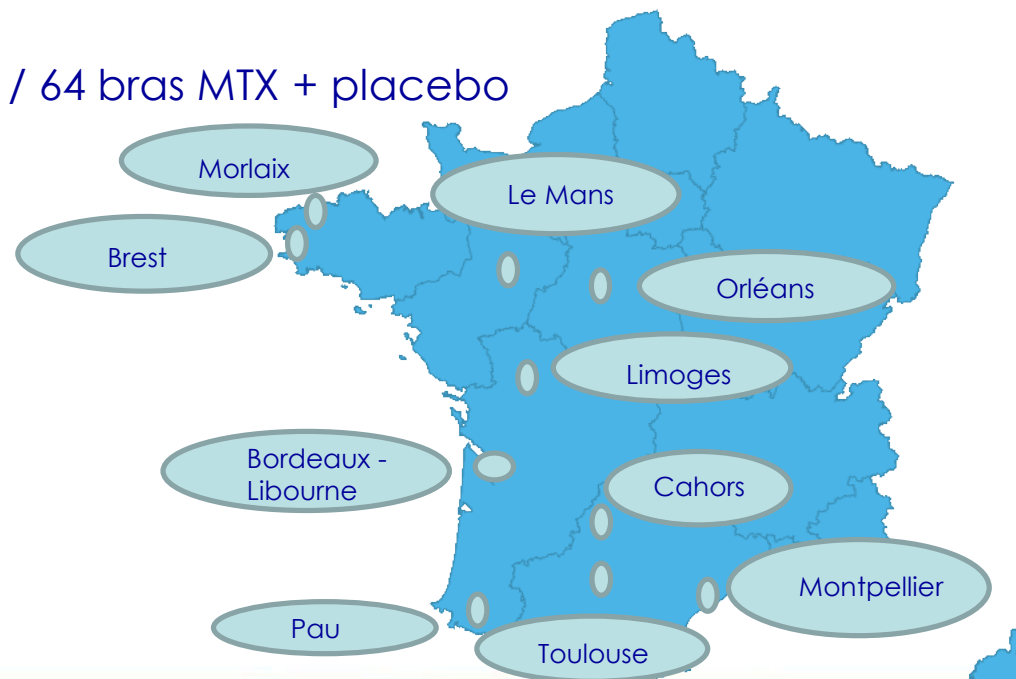 / 64 bras MTX + placebo
Morlaix
Le Mans
Brest
Orléans
Limoges
Bordeaux -
Libourne
Cahors
Montpellier
Pau
Toulouse